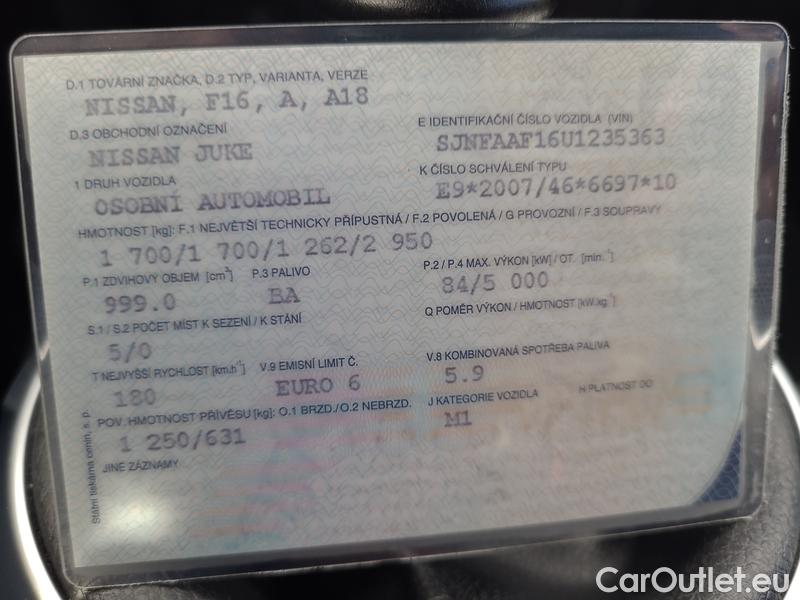 D.1 TOVÁRNÍ ZNAČKA, D.2 TYP, VARIANTA, VERZE
NISSAN, F16, A, A18
D.3 OBCHODNÍ OZNAČENÍ
NISSAN JUKE
E IDENTIFIKAČNÍ ČÍSLO VOZIDLA (VIN)
SJNFAAF16U1235363
1 DRUH VOZIDLA
OSOBNÍ AUTOMOBIL
K ČÍSLO SCHVÁLENÍ TYPU
E9*2007/46*6697*10
HMOTNOST [kg]: F.1 NEJVĚTŠÍ TECHNICKY PŘÍPUSTNÁ / F.2 POVOLENÁ / G PROVOZNÍ / F.3 SOUPRAVY
1 700/1 700/1 262/2 950
P.1 ZDVIHOVÝ OBJEM [cm³] P.3 PALIVO
999.0 BA
P.2 / P.4 MAX. VÝKON [kW] / OT. [min.⁻¹]
84/5 000
S.1 / S.2 POČET MÍST K SEZENÍ / K STÁNÍ
5/0
Q POMĚR VÝKON / HMOTNOST [kW.kg⁻¹]
T NEJVYŠŠÍ RYCHLOST [km.h⁻¹] V.9 EMISNÍ LIMIT Č.
180 EURO 6
V.8 KOMBINOVANÁ SPOTŘEBA PALIVA
5.9
POV. HMOTNOST PŘÍVĚSU [kg]: O.1 BRZD./O.2 NEBRZD.
1 250/631
J KATEGORIE VOZIDLA H PLATNOST DO
M1
JINÉ ZÁZNAMY
Státní tiskárna cenin, s. p.
CarOutlet.eu